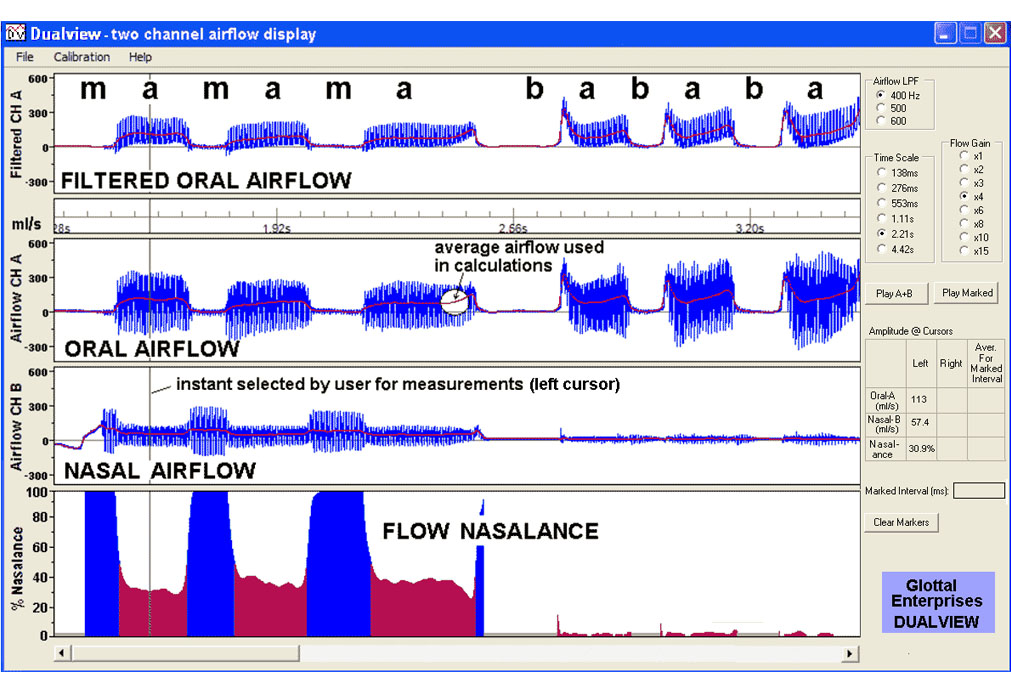 Dualview - two channel airflow display
File Calibration Help
600
300
0
-300
Filtered CH A
m a m a m a b a b a b a
FILTERED ORAL AIRFLOW
ml/s
28s 1.92s 2.66s 3.20s
600
300
0
-300
Airflow CH A
average airflow used
in calculations
ORAL AIRFLOW
600
300
0
-300
Airflow CH B
instant selected by user for measurements (left cursor)
NASAL AIRFLOW
100
80
60
40
20
0
% Nasalance
FLOW NASALANCE
Airflow LPF
400 Hz
500
600
Time Scale
138ms
276ms
553ms
1.11s
2.21s
4.42s
Flow Gain
x1
x2
x3
x4
x6
x8
x10
x15
Play A+B
Play Marked
Amplitude @ Cursors
Left Right Aver.
For
Marked
Interval
Oral-A
(ml/s) 113
Nasal-B
(ml/s) 57.4
Nasal-
ance 30.9%
Marked Interval (ms):
Clear Markers
Glottal
Enterprises
DUALVIEW